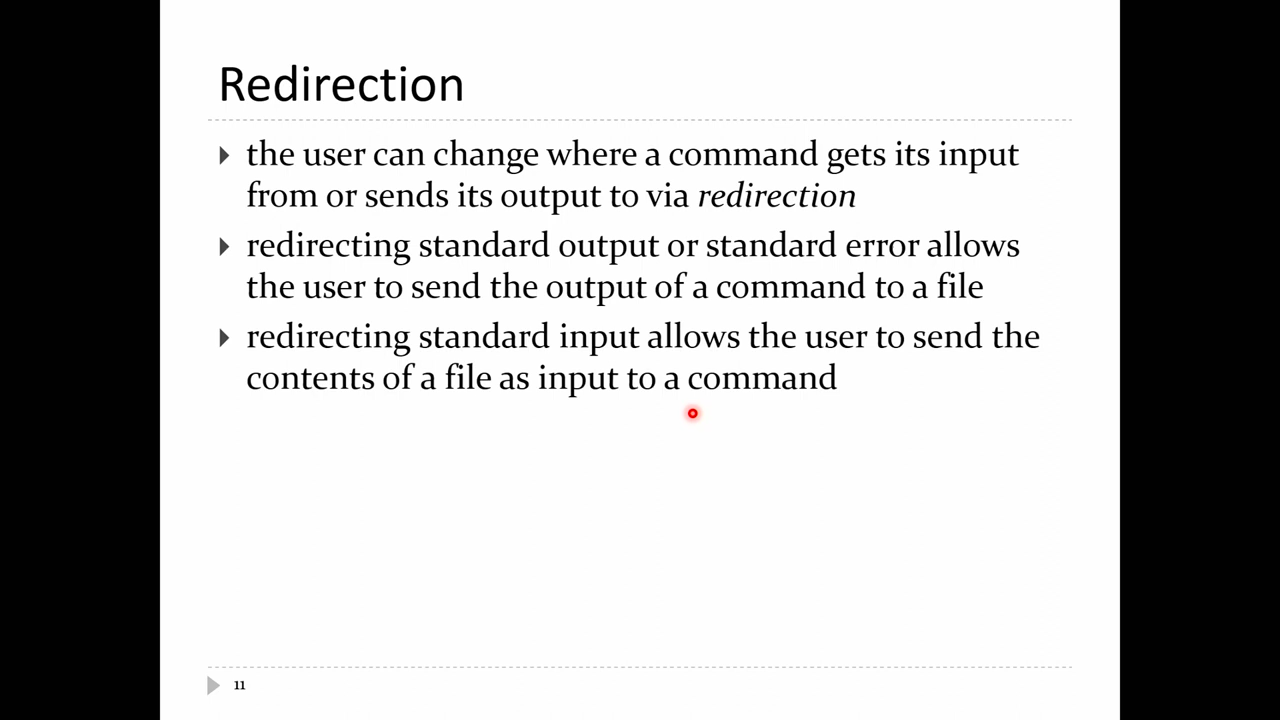 Redirection
the user can change where a command gets its input
from or sends its output to via redirection
redirecting standard output or standard error allows
the user to send the output of a command to a file
redirecting standard input allows the user to send the
contents of a file as input to a command
11